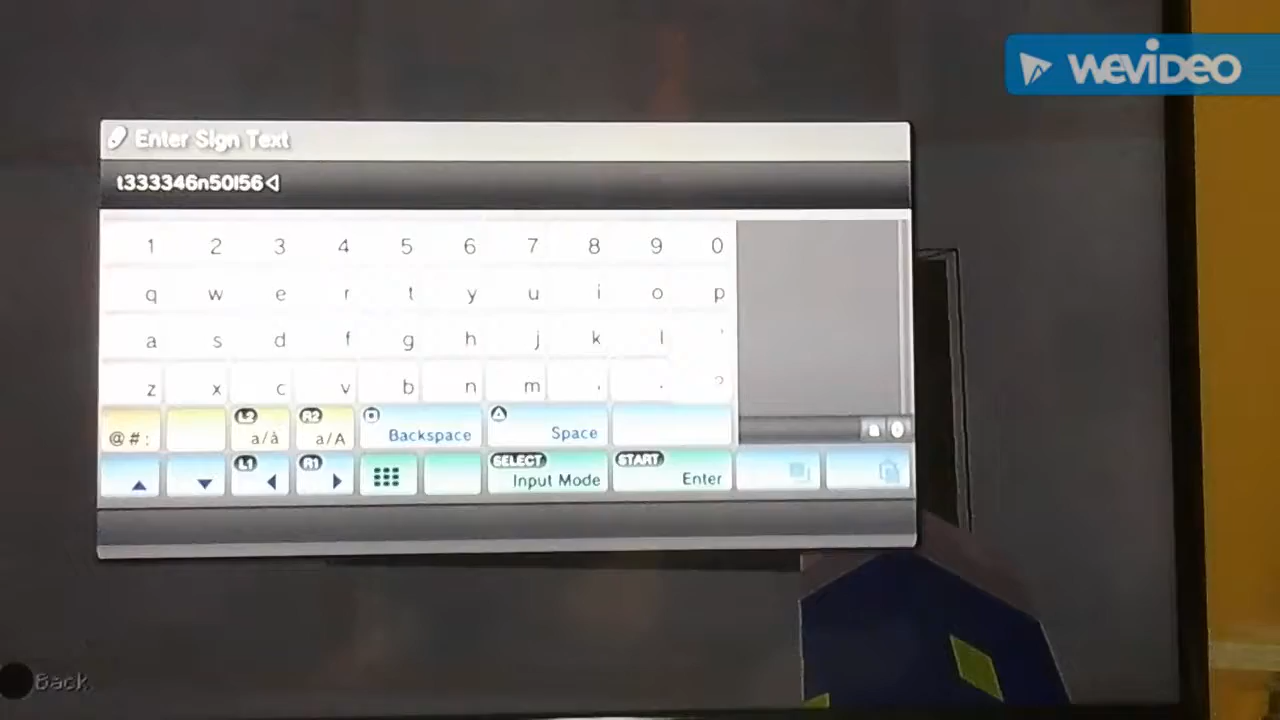 WEVIDEO
Enter Sign Text
t333346n50l56
1 2 3 4 5 6 7 8 9 0
q w e r t y u i o p
a s d f g h j k l '
z x c v b n m , . ?
@#: L2 a/à R2 a/A Backspace Space
L1 R1 SELECT Input Mode START Enter
Back